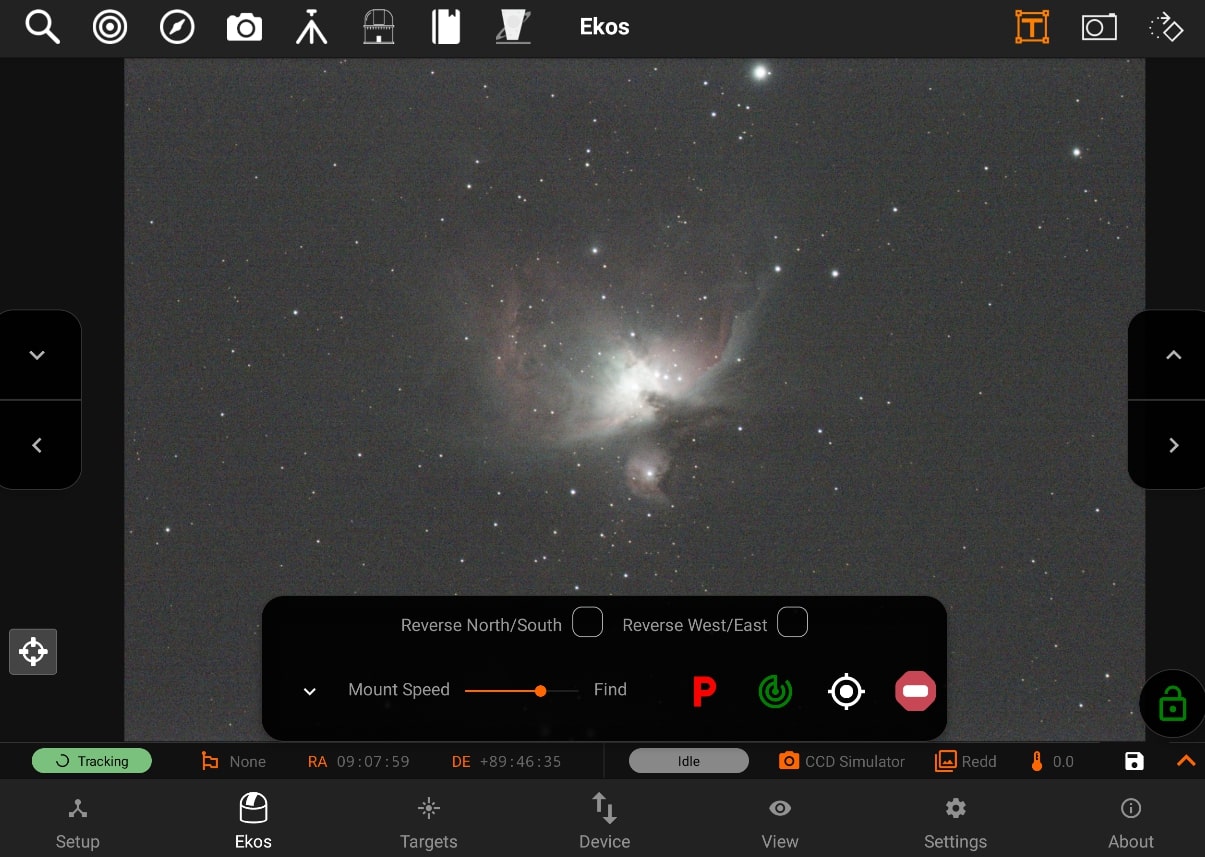 Ekos
Reverse North/South Reverse West/East
Mount Speed Find P
Tracking None RA 09:07:59 DE +89:46:35 Idle CCD Simulator Redd 0.0
Setup Ekos Targets Device View Settings About